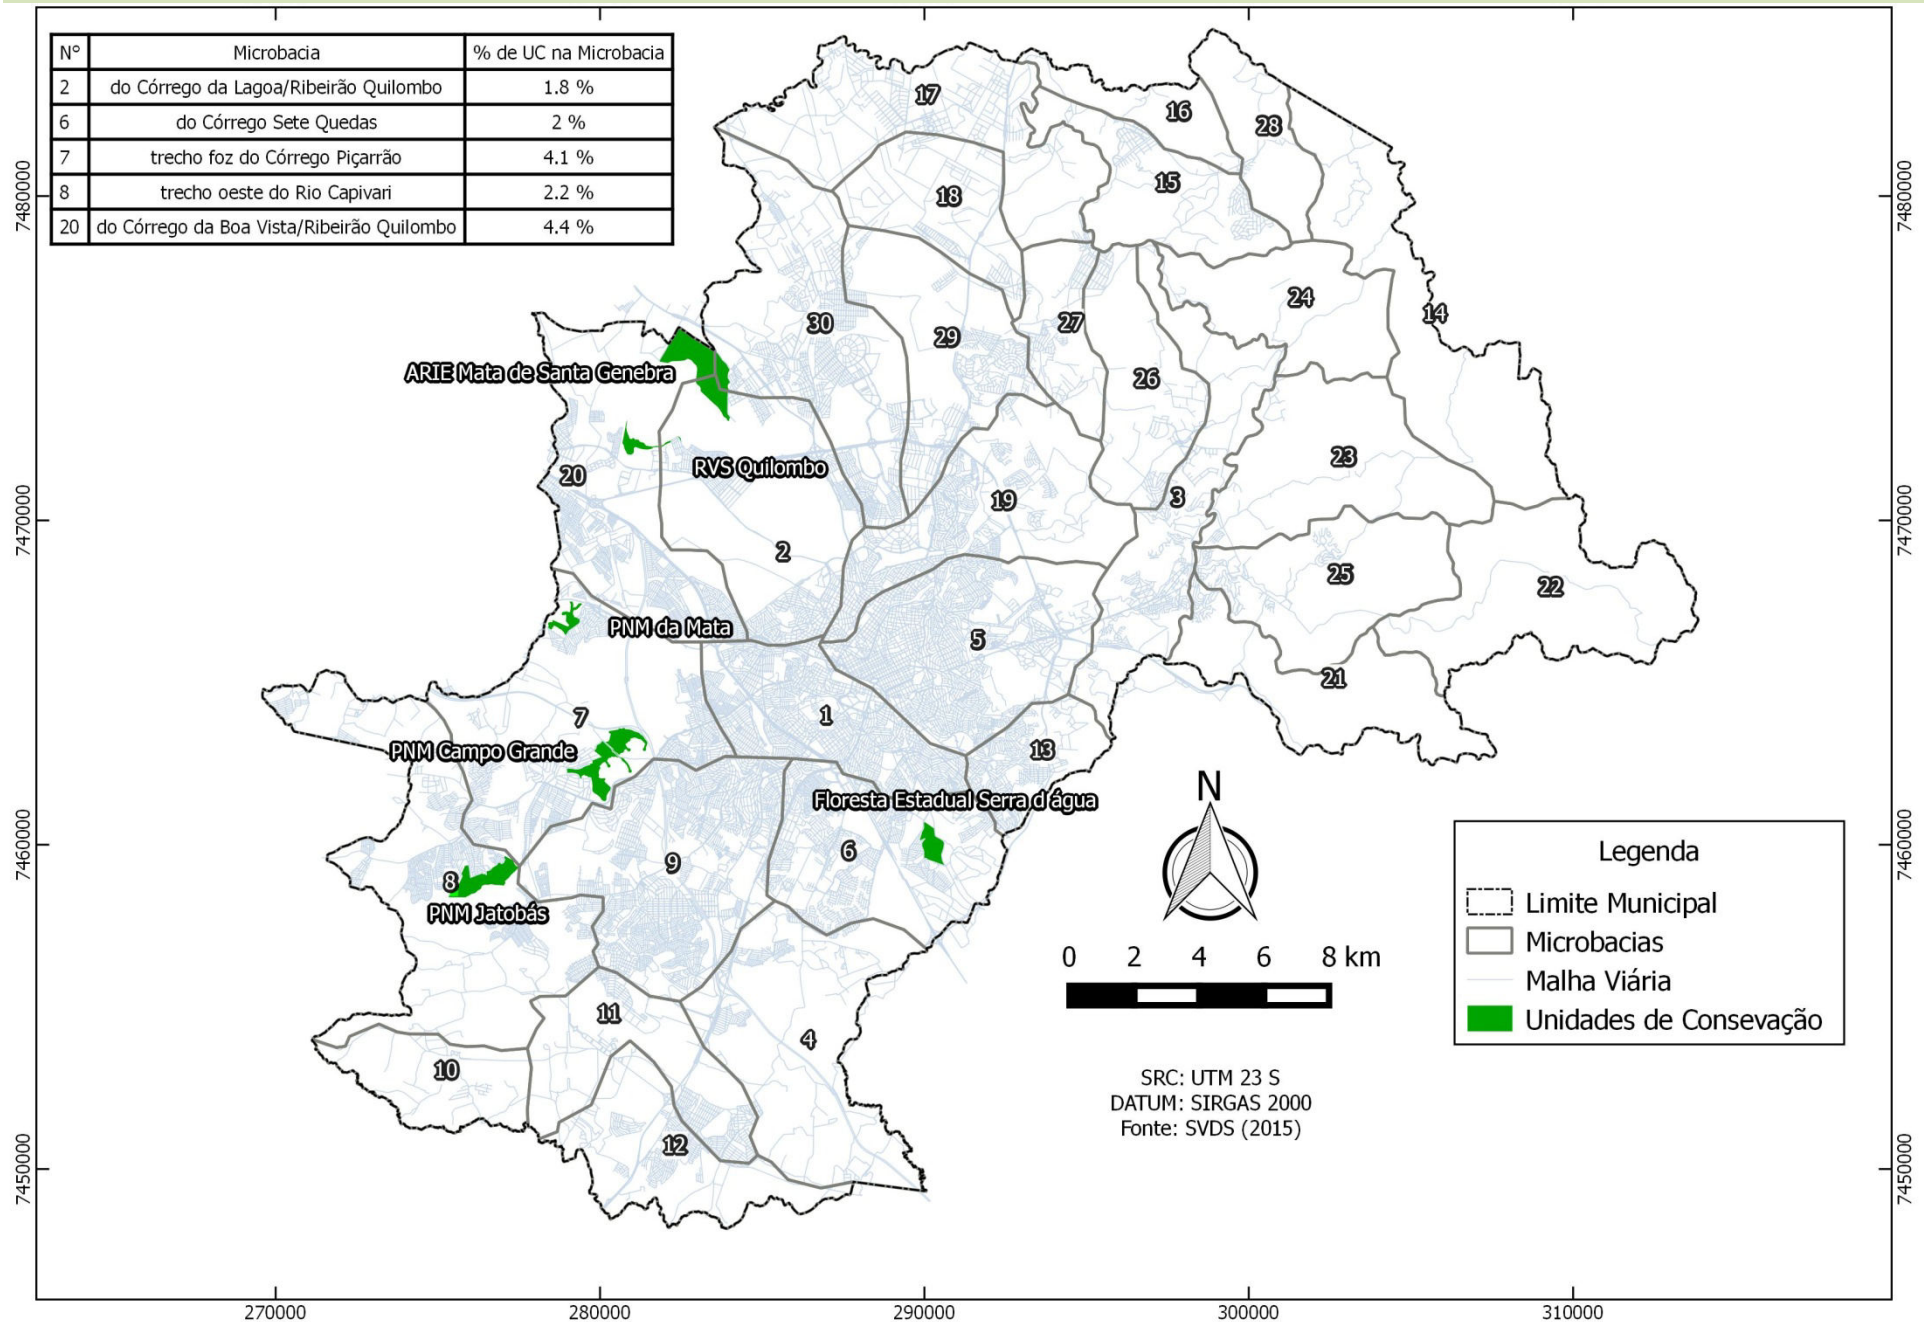 N° Microbacia % de UC na Microbacia
2 do Córrego da Lagoa/Ribeirão Quilombo 1.8 %
6 do Córrego Sete Quedas 2 %
7 trecho foz do Córrego Piçarrão 4.1 %
8 trecho oeste do Rio Capivari 2.2 %
20 do Córrego da Boa Vista/Ribeirão Quilombo 4.4 %
17
16
28
15
18
24
14
30
29
27
26
ARIE Mata de Santa Genebra
RVS Quilombo
20
19
3
23
2
25
22
PNM da Mata
5
21
7
1
PNM Campo Grande
13
Floresta Estadual Serra d água
9
6
8
PNM Jatobás
11
4
10
12
N
0 2 4 6 8 km
SRC: UTM 23 S
DATUM: SIRGAS 2000
Fonte: SVDS (2015)
Legenda
Limite Municipal
Microbacias
Malha Viária
Unidades de Consevação
7480000
7470000
7460000
7450000
7480000
7470000
7460000
7450000
270000 280000 290000 300000 310000